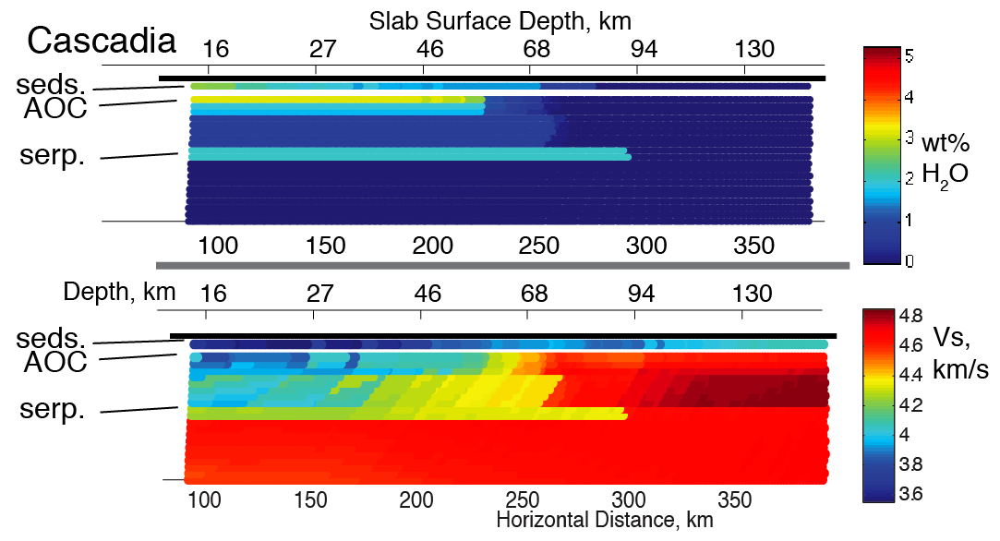 Slab Surface Depth, km
Cascadia
16 27 46 68 94 130
seds.
AOC
serp.
5
4
3
2
1
0
wt%
H2O
100 150 200 250 300 350
Depth, km 16 27 46 68 94 130
seds.
AOC
serp.
4.8
4.6
4.4
4.2
4
3.8
3.6
Vs,
km/s
100 150 200 250 300 350
Horizontal Distance, km